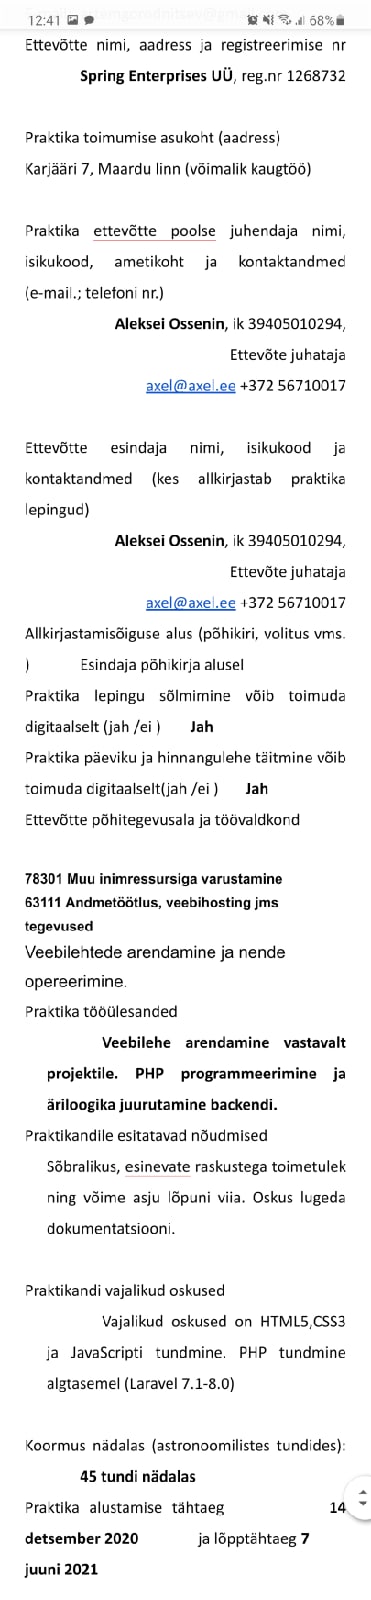 12:41 68%
Ettevõtte nimi, aadress ja registreerimise nr
Spring Enterprises UÜ, reg.nr 1268732
Praktika toimumise asukoht (aadress)
Karjääri 7, Maardu linn (võimalik kaugtöö)
Praktika ettevõtte poolse juhendaja nimi,
isikukood, ametikoht ja kontaktandmed
(e-mail.; telefoni nr.)
Aleksei Ossenin, ik 39405010294,
Ettevõte juhataja
axel@axel.ee +372 56710017
Ettevõtte esindaja nimi, isikukood ja
kontaktandmed (kes allkirjastab praktika
lepingud)
Aleksei Ossenin, ik 39405010294,
Ettevõte juhataja
axel@axel.ee +372 56710017
Allkirjastamisõiguse alus (põhikiri, volitus vms.
) Esindaja põhikirja alusel
Praktika lepingu sõlmimine võib toimuda
digitaalselt (jah /ei ) Jah
Praktika päeviku ja hinnangulehe täitmine võib
toimuda digitaalselt(jah /ei ) Jah
Ettevõtte põhitegevusala ja töövaldkond
78301 Muu inimressursiga varustamine
63111 Andmetöötlus, veebihosting jms
tegevused
Veebilehtede arendamine ja nende
opereerimine.
Praktika tööülesanded
Veebilehe arendamine vastavalt
projektile. PHP programmeerimine ja
äriloogika juurutamine backendi.
Praktikandile esitatavad nõudmised
Sõbralikus, esinevate raskustega toimetulek
ning võime asju lõpuni viia. Oskus lugeda
dokumentatsiooni.
Praktikandi vajalikud oskused
Vajalikud oskused on HTML5,CSS3
ja JavaScripti tundmine. PHP tundmine
algtasemel (Laravel 7.1-8.0)
Koormus nädalas (astronoomilistes tundides):
45 tundi nädalas
Praktika alustamise tähtaeg 14
detsember 2020 ja lõpptähtaeg 7
juuni 2021